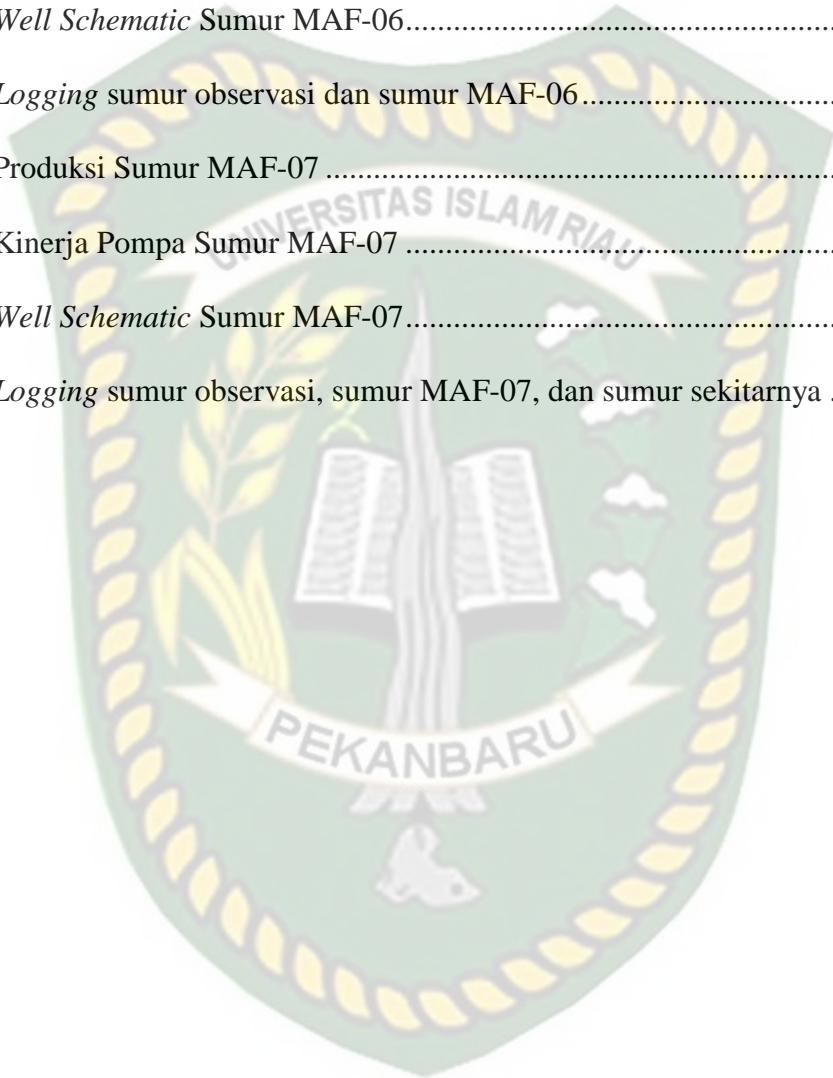 Well Schematic Sumur MAF-06................................................
Logging sumur observasi dan sumur MAF-06................................
Produksi Sumur MAF-07 ................................................................
UNIVERSITAS ISLAM RIAU
Kinerja Pompa Sumur MAF-07 ......................................................
Well Schematic Sumur MAF-07......................................................
Logging sumur observasi, sumur MAF-07, dan sumur sekitarnya .
PEKANBARU